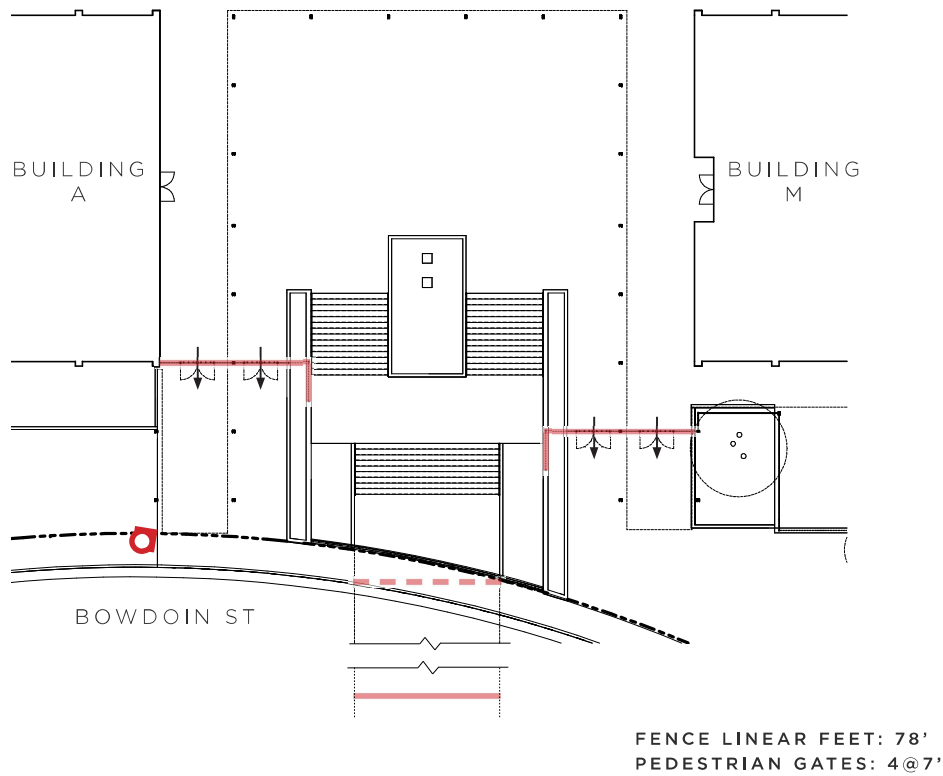 BUILDING
A
BUILDING
M
BOWDOIN ST
FENCE LINEAR FEET: 78'
PEDESTRIAN GATES: 4@7'